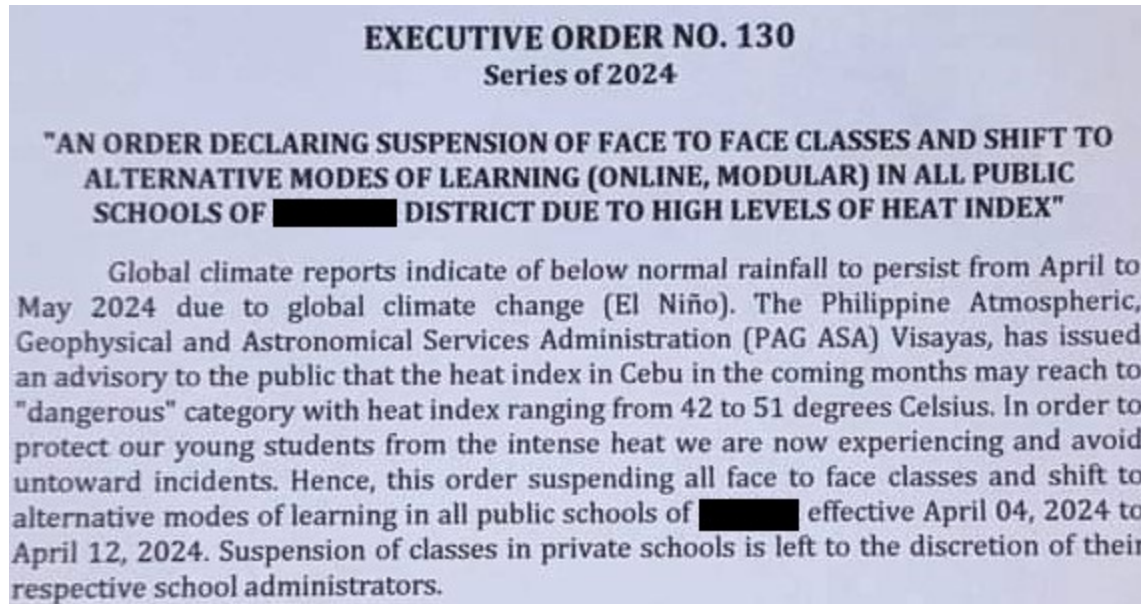 EXECUTIVE ORDER NO. 130
Series of 2024
"AN ORDER DECLARING SUSPENSION OF FACE TO FACE CLASSES AND SHIFT TO
ALTERNATIVE MODES OF LEARNING (ONLINE, MODULAR) IN ALL PUBLIC
SCHOOLS OF DISTRICT DUE TO HIGH LEVELS OF HEAT INDEX"
Global climate reports indicate of below normal rainfall to persist from April to
May 2024 due to global climate change (El Niño). The Philippine Atmospheric,
Geophysical and Astronomical Services Administration (PAG ASA) Visayas, has issued
an advisory to the public that the heat index in Cebu in the coming months may reach to
"dangerous" category with heat index ranging from 42 to 51 degrees Celsius. In order to
protect our young students from the intense heat we are now experiencing and avoid
untoward incidents. Hence, this order suspending all face to face classes and shift to
alternative modes of learning in all public schools of effective April 04, 2024 to
April 12, 2024. Suspension of classes in private schools is left to the discretion of their
respective school administrators.